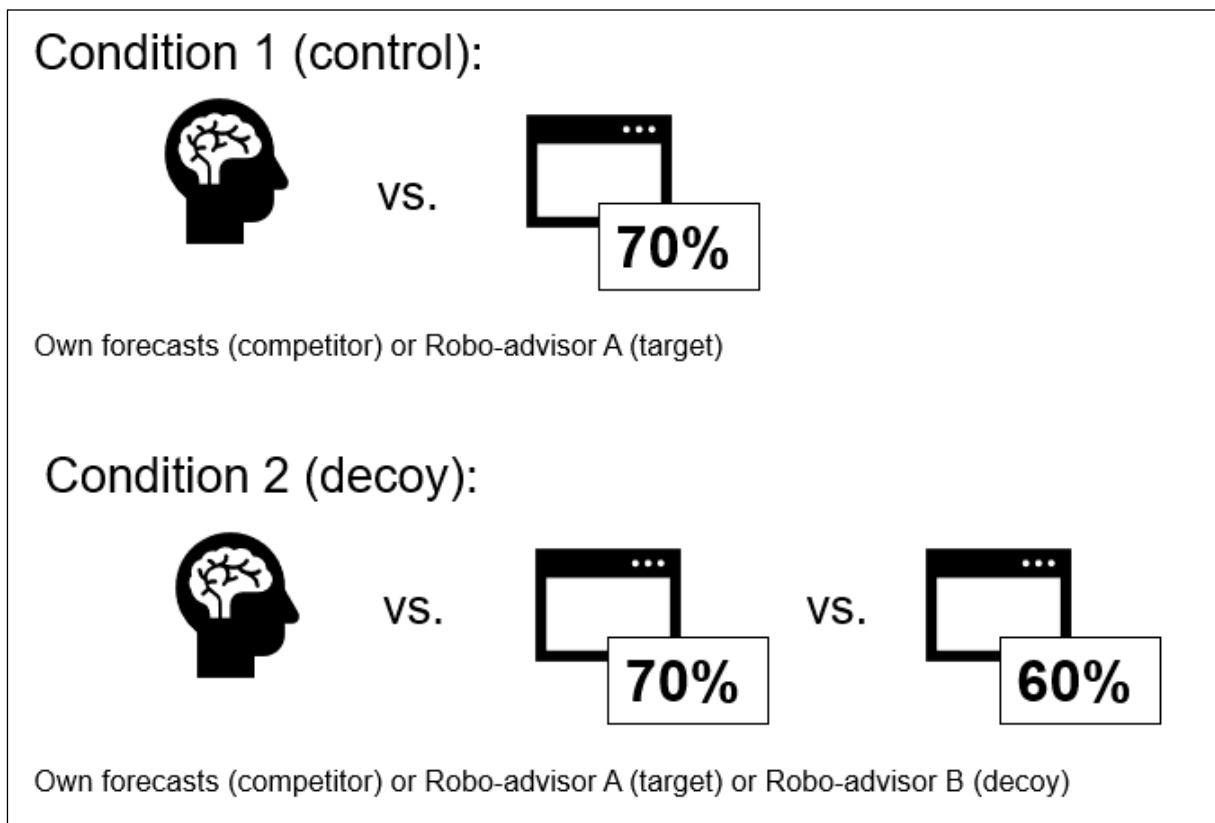 Condition 1 (control):
vs.
70%
Own forecasts (competitor) or Robo-advisor A (target)
Condition 2 (decoy):
vs.
vs.
70%
60%
Own forecasts (competitor) or Robo-advisor A (target) or Robo-advisor B (decoy)